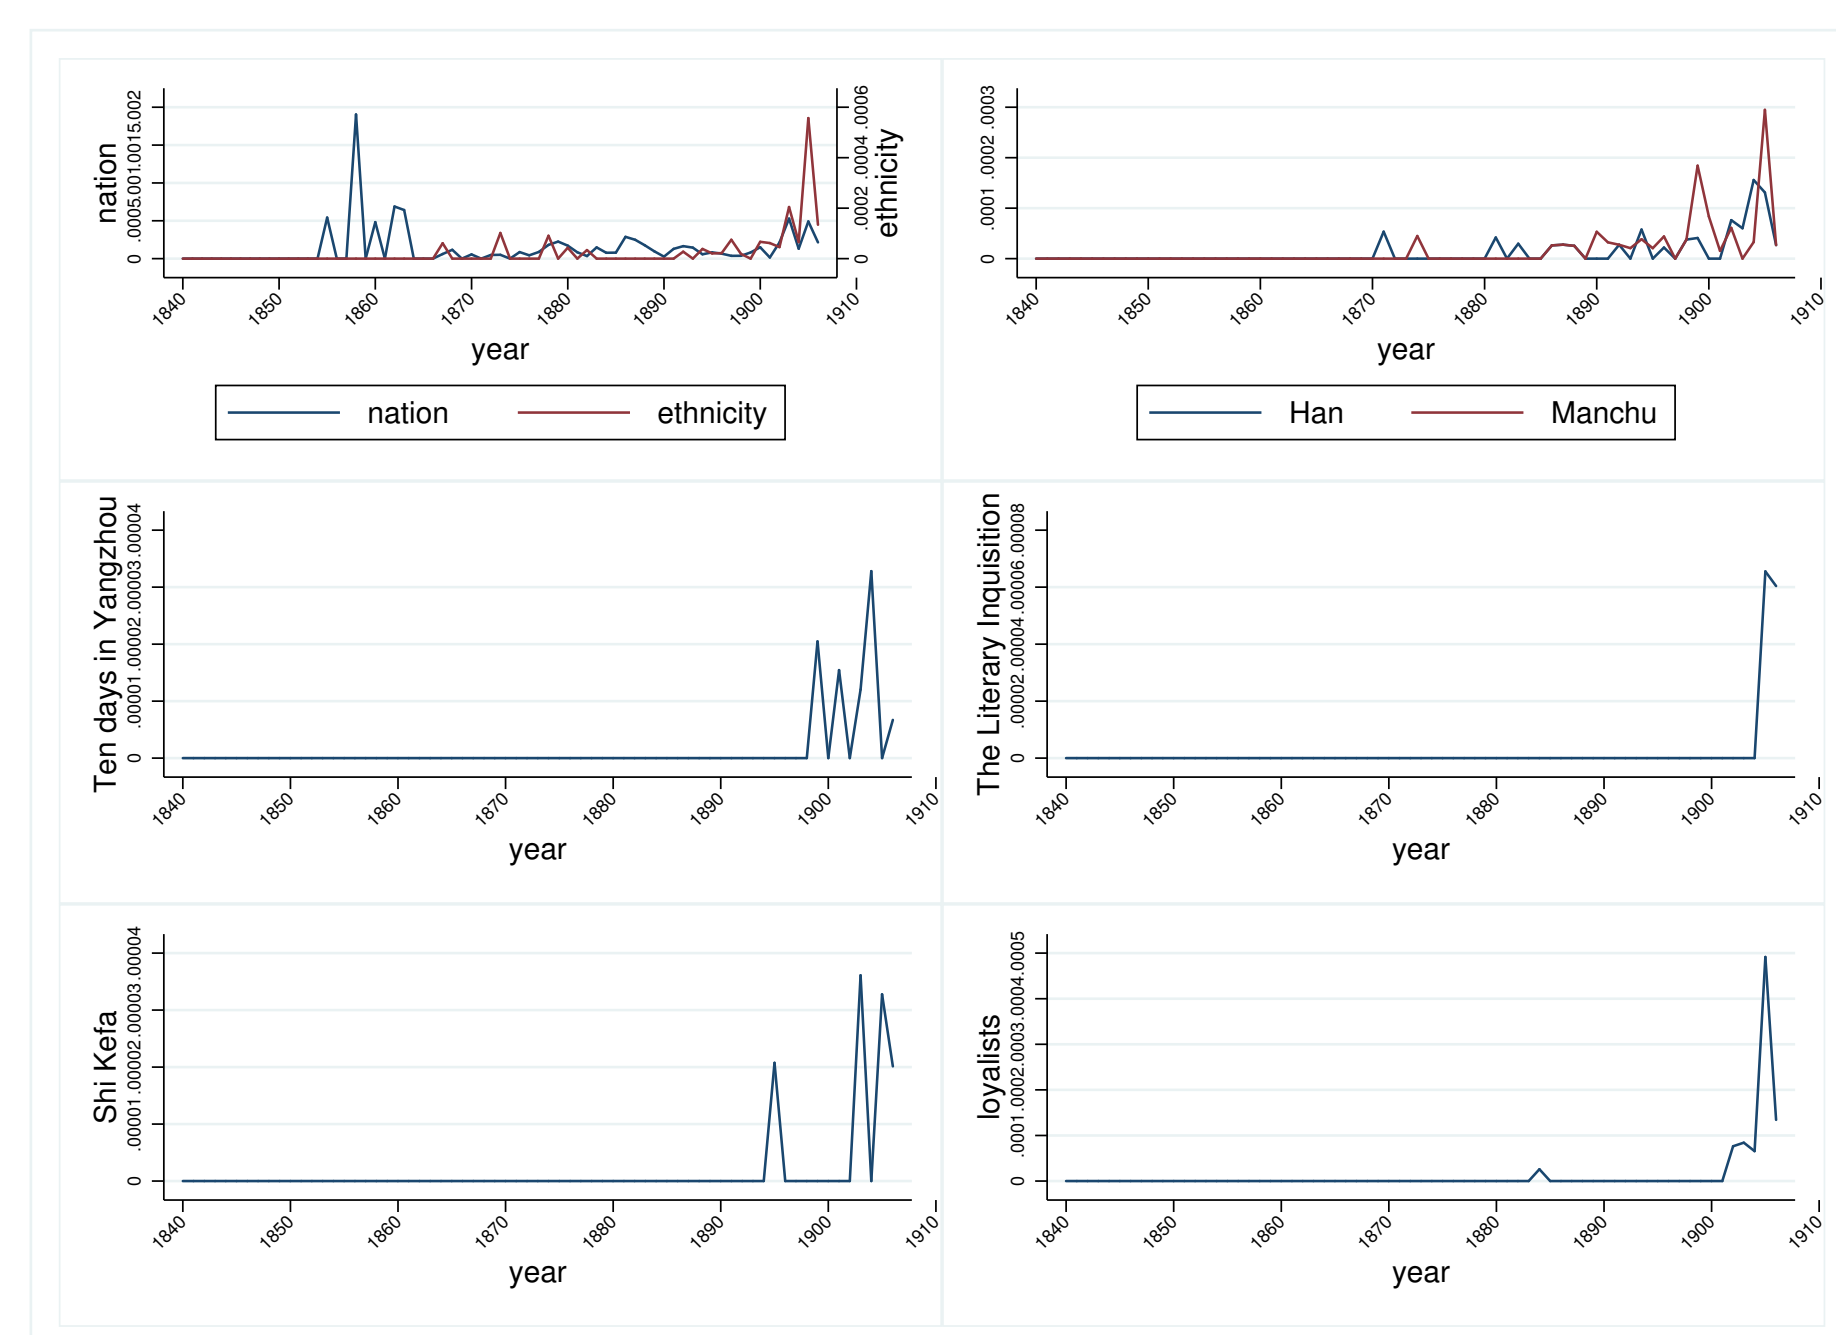 nation
0 .0005 .001 .0015 .002
ethnicity
0 .0002 .0004 .0006
1840 1850 1860 1870 1880 1890 1900 1910
year
nation ethnicity
0 .0001 .0002 .0003
1840 1850 1860 1870 1880 1890 1900 1910
year
Han Manchu
Ten days in Yangzhou
0 .00001 .00002 .00003 .00004
1840 1850 1860 1870 1880 1890 1900 1910
year
The Literary Inquisition
0 .00002 .00004 .00006 .00008
1840 1850 1860 1870 1880 1890 1900 1910
year
Shi Kefa
0 .00001 .00002 .00003 .00004
1840 1850 1860 1870 1880 1890 1900 1910
year
loyalists
0 .0001 .0002 .0003 .0004 .0005
1840 1850 1860 1870 1880 1890 1900 1910
year